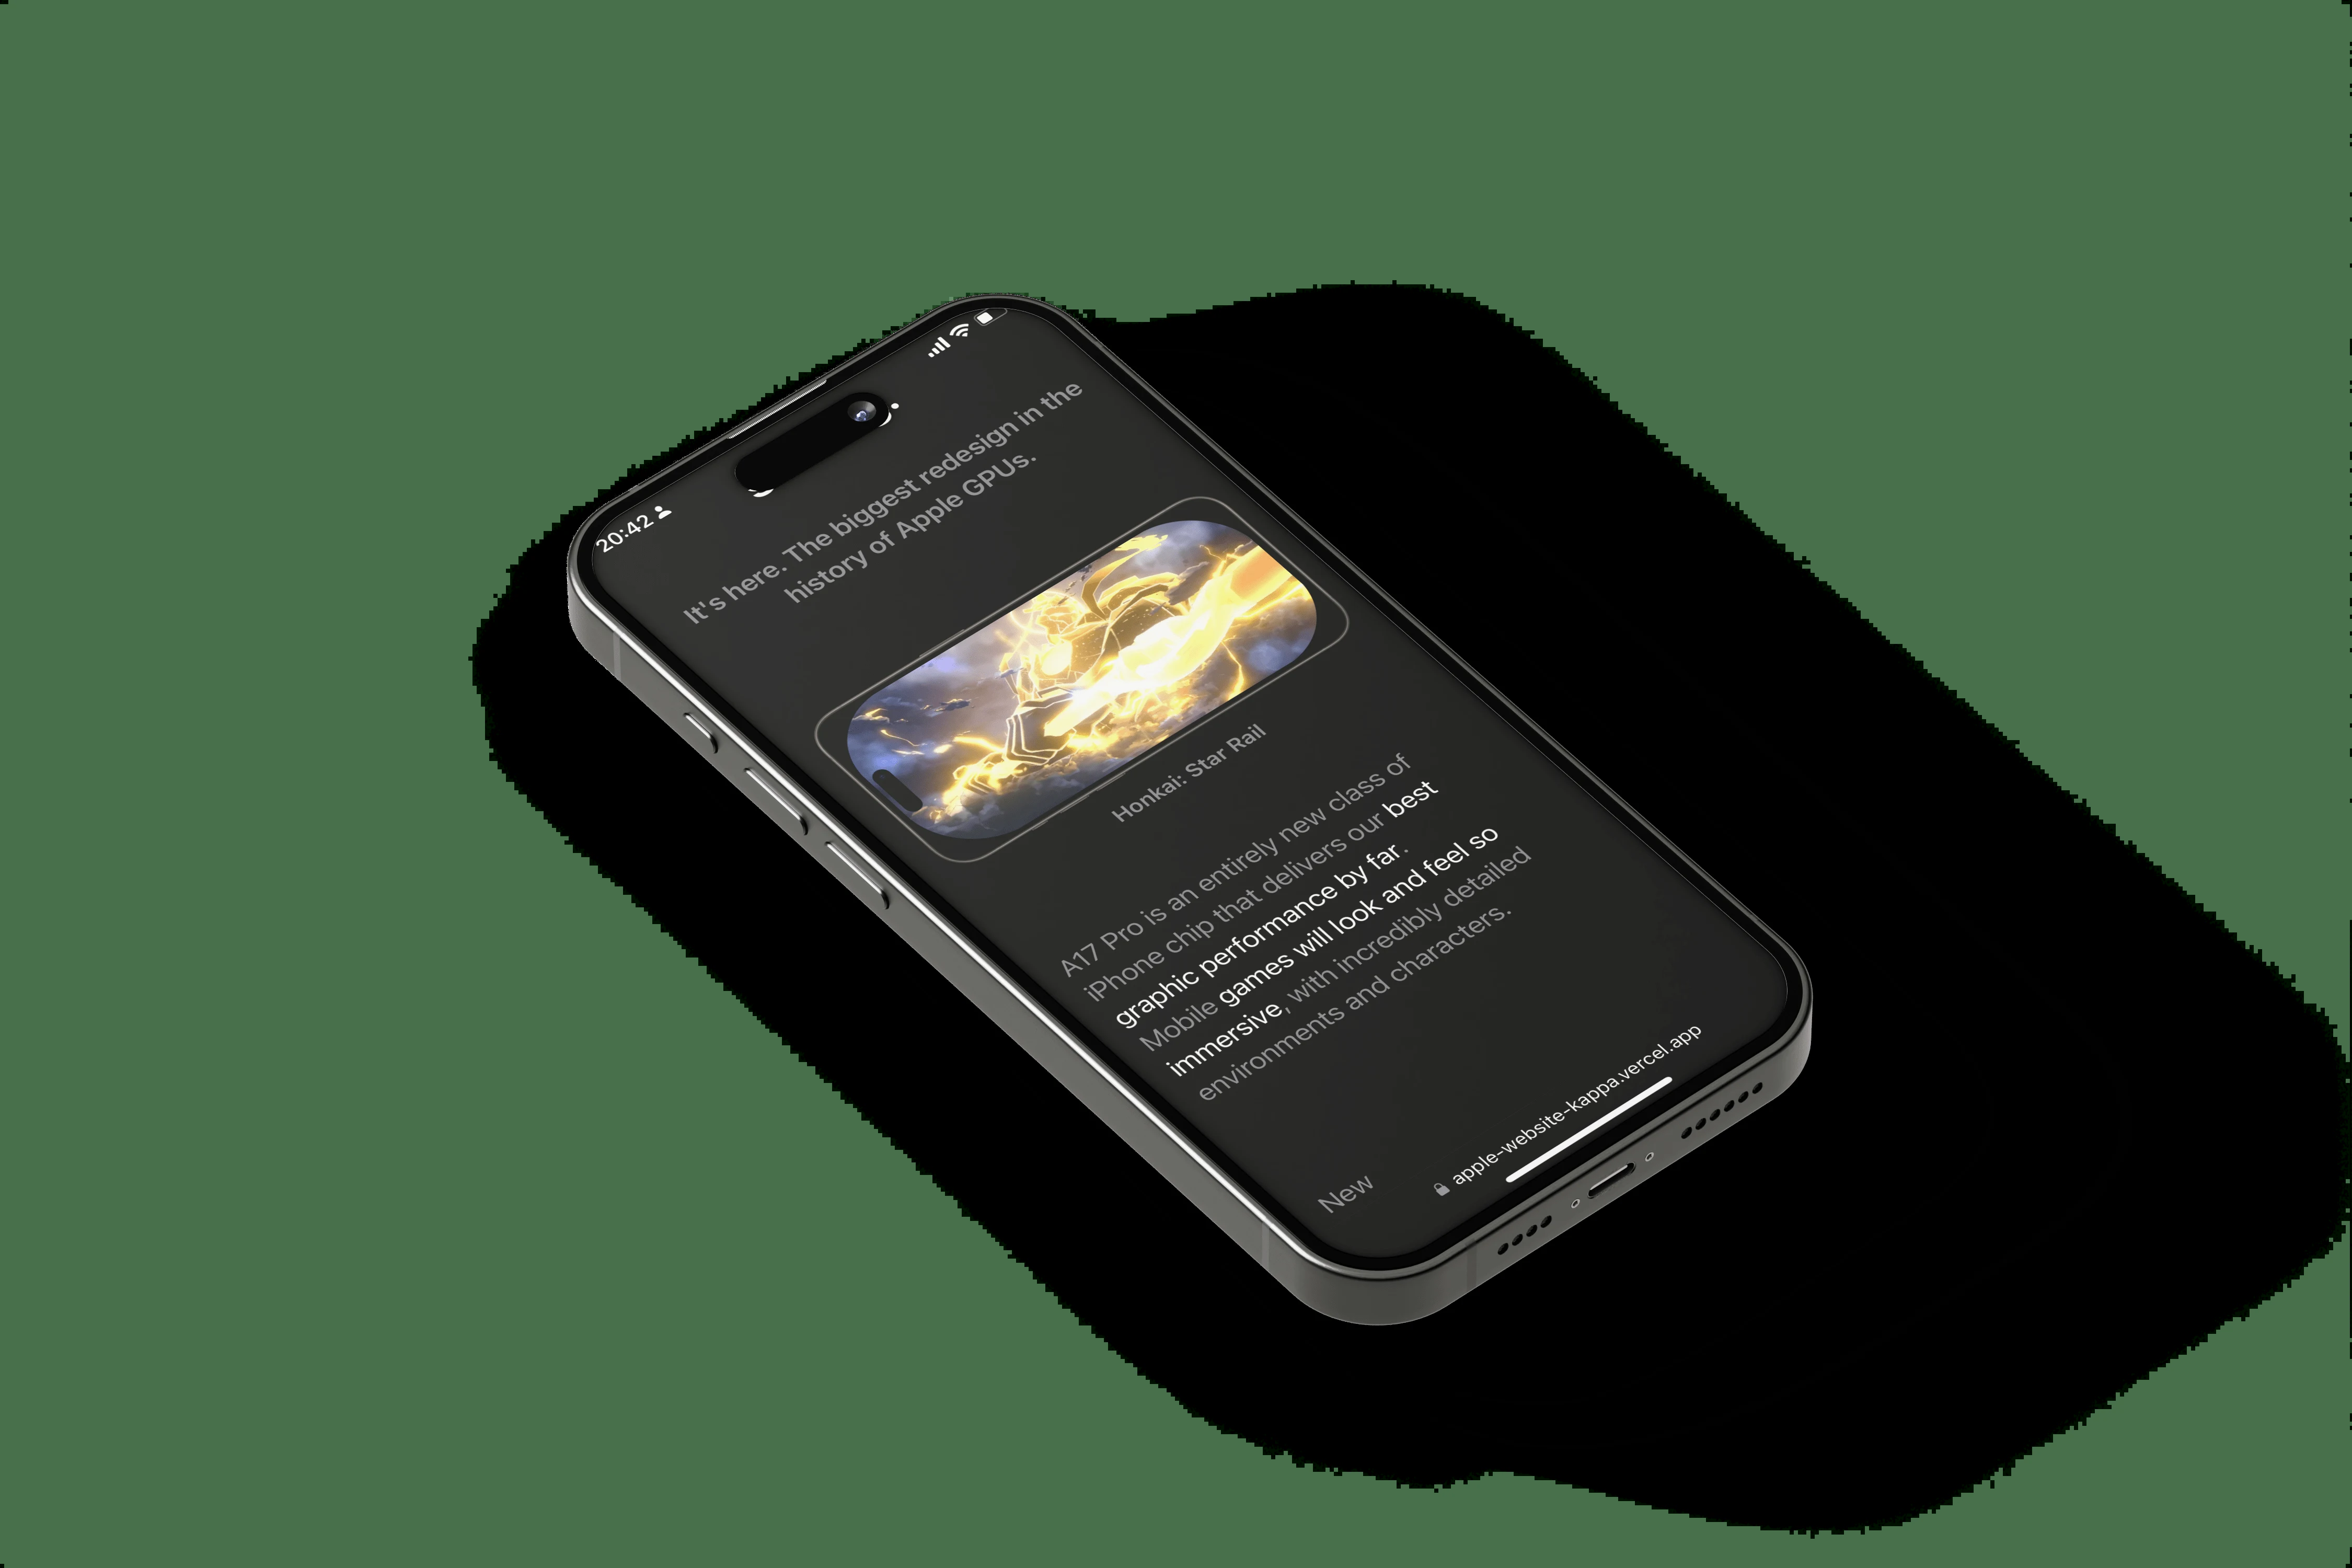 20:42
It's here. The biggest redesign in the
history of Apple GPUs.
Honkai: Star Rail
A17 Pro is an entirely new class of
iPhone chip that delivers our best
graphic performance by far.
Mobile games will look and feel so
immersive, with incredibly detailed
environments and characters.
New
apple-website-kappa.vercel.app